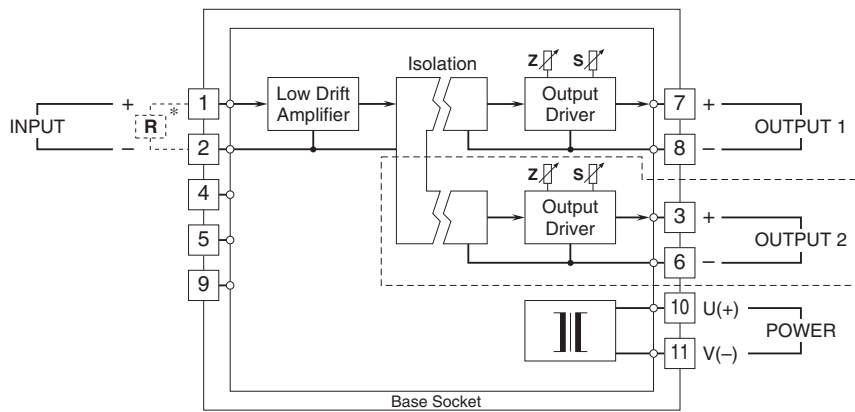 Isolation
Z S
Low Drift
Amplifier
Output
Driver
INPUT
+
R *
–
1
2
4
5
9
7 +
8 –
OUTPUT 1
Z S
Output
Driver
3 +
6 –
OUTPUT 2
10 U(+)
11 V(–)
POWER
Base Socket